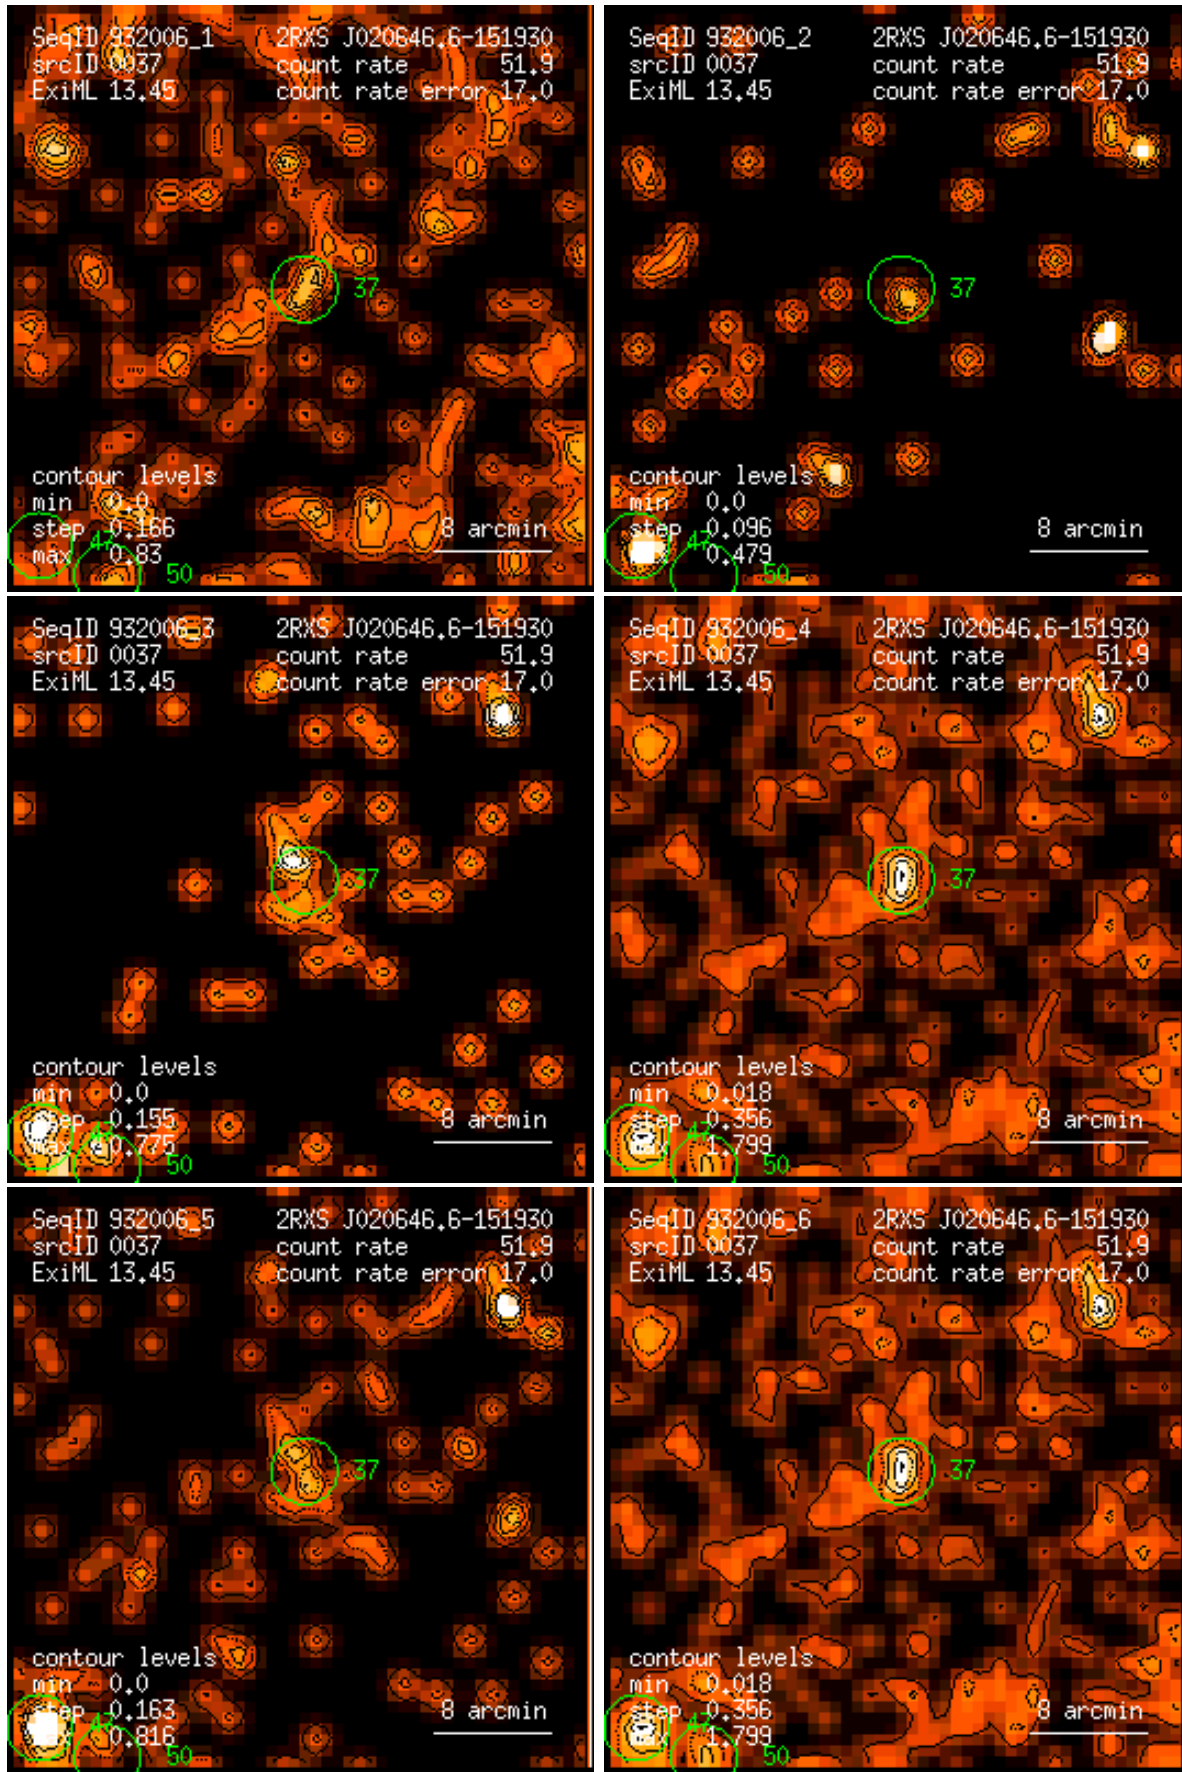 SeqID 932006_1 2RXS J020646.6-151930
srcID 0037 count rate 51.9
ExiML 13.45 count rate error 17.0
37
contour levels
min 0.0
step 0.166
max 0.83
8 arcmin
47
50
SeqID 932006_2 2RXS J020646.6-151930
srcID 0037 count rate 51.9
ExiML 13.45 count rate error 17.0
37
contour levels
min 0.0
step 0.096
0.479
8 arcmin
47
50
SeqID 932006_3 2RXS J020646.6-151930
srcID 0037 count rate 51.9
ExiML 13.45 count rate error 17.0
37
contour levels
min 0.0
step 0.155
max 0.775
8 arcmin
47
50
SeqID 932006_4 2RXS J020646.6-151930
srcID 0037 count rate 51.9
ExiML 13.45 count rate error 17.0
37
contour levels
min 0.018
step 0.356
max 1.799
8 arcmin
47
50
SeqID 932006_5 2RXS J020646.6-151930
srcID 0037 count rate 51.9
ExiML 13.45 count rate error 17.0
37
contour levels
min 0.0
step 0.163
0.816
8 arcmin
47
50
SeqID 932006_6 2RXS J020646.6-151930
srcID 0037 count rate 51.9
ExiML 13.45 count rate error 17.0
37
contour levels
min 0.018
step 0.356
max 1.799
8 arcmin
47
50